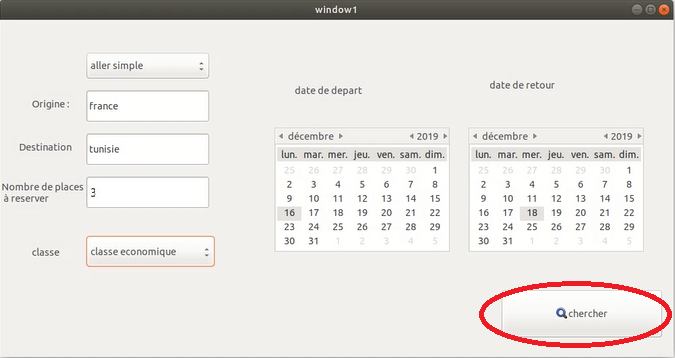 window1
aller simple
date de depart
date de retour
Origine :
france
Destination
tunisie
Nombre de places
à reserver
3
classe
classe economique
décembre 2019
lun. mar. mer. jeu. ven. sam. dim.
25 26 27 28 29 30 1
2 3 4 5 6 7 8
9 10 11 12 13 14 15
16 17 18 19 20 21 22
23 24 25 26 27 28 29
30 31 1 2 3 4 5
décembre 2019
lun. mar. mer. jeu. ven. sam. dim.
25 26 27 28 29 30 1
2 3 4 5 6 7 8
9 10 11 12 13 14 15
16 17 18 19 20 21 22
23 24 25 26 27 28 29
30 31 1 2 3 4 5
chercher